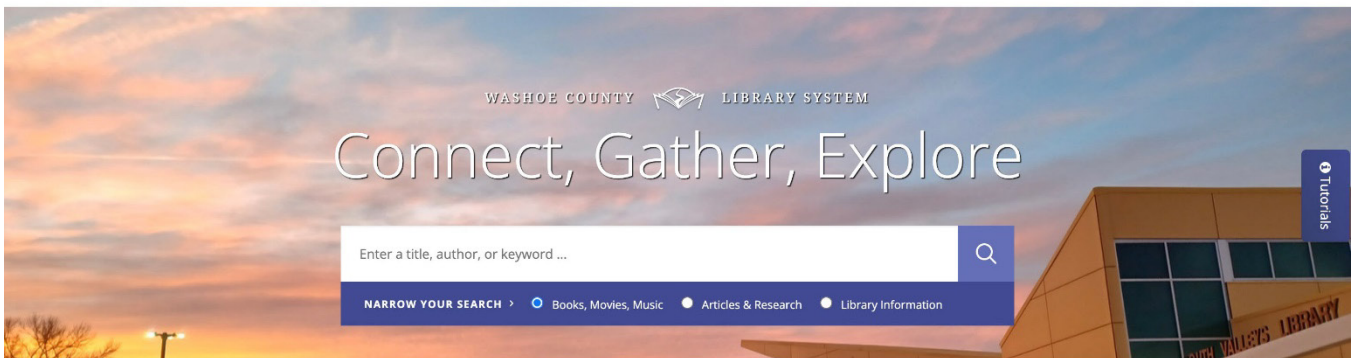 WASHOE COUNTY LIBRARY SYSTEM
Connect, Gather, Explore
Tutorials
Enter a title, author, or keyword ...
NARROW YOUR SEARCH › Books, Movies, Music Articles & Research Library Information
VALLEYS LIBRARY